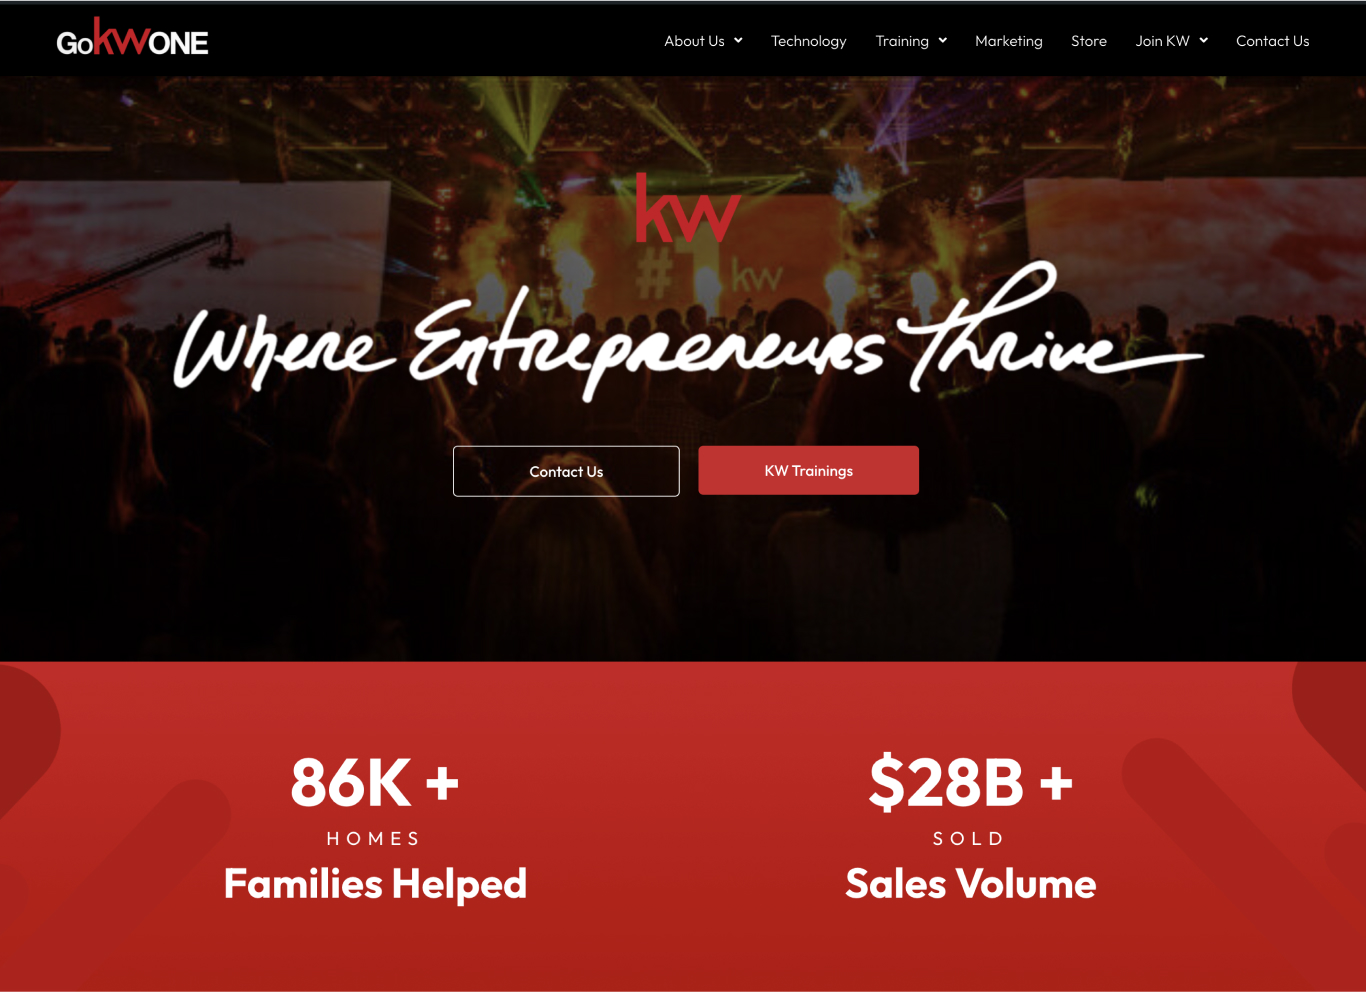 GoKWONE
About Us Technology Training Marketing Store Join KW Contact Us
kw
# kw
Where Entrepreneurs Thrive
Contact Us KW Trainings
86K + $28B +
HOMES SOLD
Families Helped Sales Volume